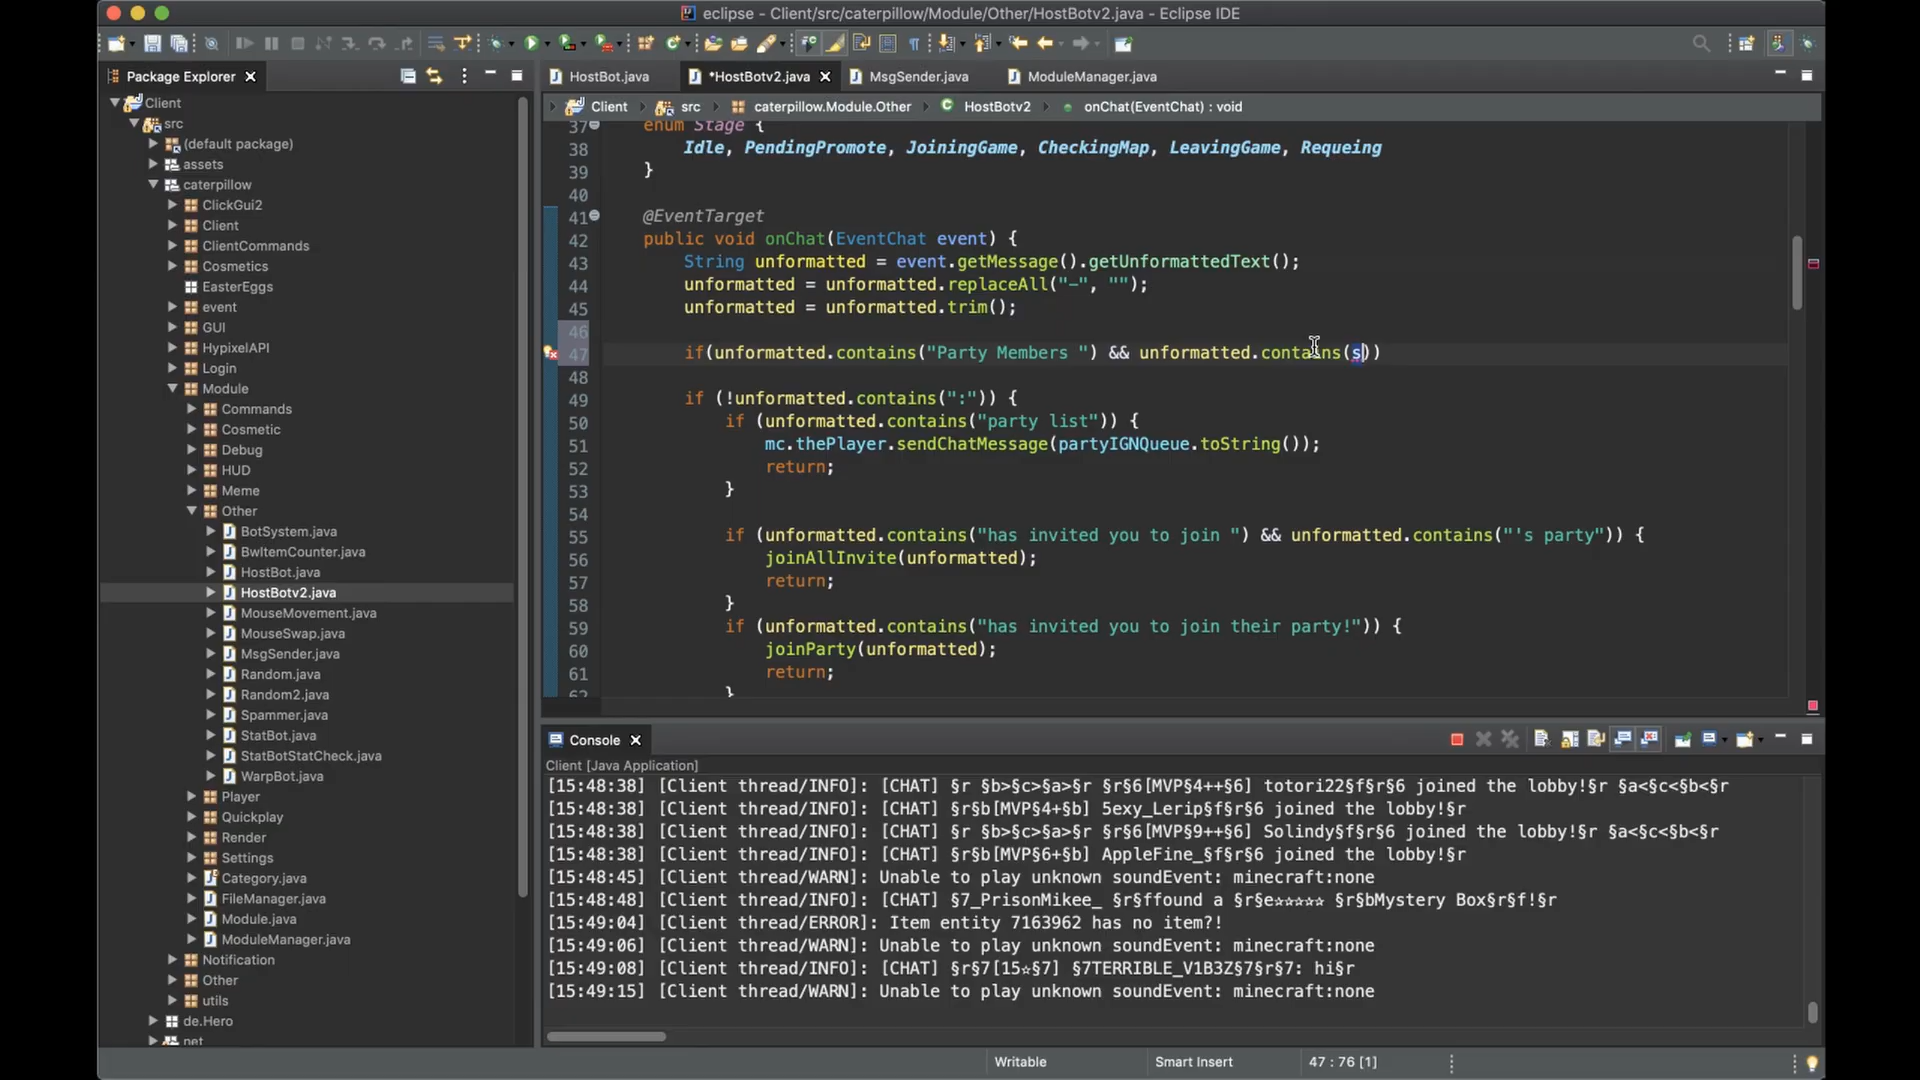 eclipse - Client/src/caterpillow/Module/Other/HostBotv2.java - Eclipse IDE
Package Explorer
HostBot.java
*HostBotv2.java
MsgSender.java
ModuleManager.java
Client
src
caterpillow.Module.Other
HostBotv2
onChat(EventChat) : void
Client
src
(default package)
assets
caterpillow
ClickGui2
Client
ClientCommands
Cosmetics
EasterEggs
event
GUI
HypixelAPI
Login
Module
Commands
Cosmetic
Debug
HUD
Meme
Other
BotSystem.java
BwItemCounter.java
HostBot.java
HostBotv2.java
MouseMovement.java
MouseSwap.java
MsgSender.java
Random.java
Random2.java
Spammer.java
StatBot.java
StatBotStatCheck.java
WarpBot.java
Player
Quickplay
Render
Settings
Category.java
FileManager.java
Module.java
ModuleManager.java
Notification
Other
utils
de.Hero
net
37 enum Stage {
38 Idle, PendingPromote, JoiningGame, CheckingMap, LeavingGame, Requeing
39 }
40
41 @EventTarget
42 public void onChat(EventChat event) {
43 String unformatted = event.getMessage().getUnformattedText();
44 unformatted = unformatted.replaceAll("-", "");
45 unformatted = unformatted.trim();
46
47 if(unformatted.contains("Party Members ") && unformatted.contains(s))
48
49 if (!unformatted.contains(":")) {
50 if (unformatted.contains("party list")) {
51 mc.thePlayer.sendChatMessage(partyIGNQueue.toString());
52 return;
53 }
54
55 if (unformatted.contains("has invited you to join ") && unformatted.contains("'s party")) {
56 joinAllInvite(unformatted);
57 return;
58 }
59 if (unformatted.contains("has invited you to join their party!")) {
60 joinParty(unformatted);
61 return;
62 }
Console
Client [Java Application]
[15:48:38] [Client thread/INFO]: [CHAT] §r §b>§c>§a>§r §r§6[MVP§4++§6] totori22§f§r§6 joined the lobby!§r §a<§c<§b<§r
[15:48:38] [Client thread/INFO]: [CHAT] §r§b[MVP§4+§b] 5exy_Lerip§f§r§6 joined the lobby!§r
[15:48:38] [Client thread/INFO]: [CHAT] §r §b>§c>§a>§r §r§6[MVP§9++§6] Solindy§f§r§6 joined the lobby!§r §a<§c<§b<§r
[15:48:38] [Client thread/INFO]: [CHAT] §r§b[MVP§6+§b] AppleFine_§f§r§6 joined the lobby!§r
[15:48:45] [Client thread/WARN]: Unable to play unknown soundEvent: minecraft:none
[15:48:48] [Client thread/INFO]: [CHAT] §7_PrisonMikee_ §r§ffound a §r§e☆☆☆☆☆ §r§bMystery Box§r§f!§r
[15:49:04] [Client thread/ERROR]: Item entity 7163962 has no item?!
[15:49:06] [Client thread/WARN]: Unable to play unknown soundEvent: minecraft:none
[15:49:08] [Client thread/INFO]: [CHAT] §r§7[15☆§7] §7TERRIBLE_V1B3Z§7§r§7: hi§r
[15:49:15] [Client thread/WARN]: Unable to play unknown soundEvent: minecraft:none
Writable
Smart Insert
47 : 76 [1]